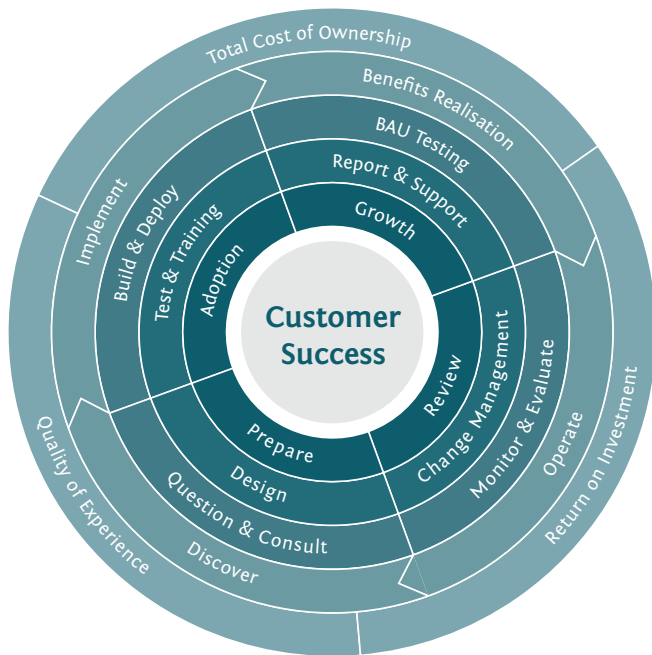 Total Cost of Ownership
Benefits Realisation
BAU Testing
Report & Support
Growth
Implement
Build & Deploy
Test & Training
Adoption
Customer
Success
Review
Change Management
Monitor & Evaluate
Operate
Return on Investment
Prepare
Design
Question & Consult
Discover
Quality of Experience